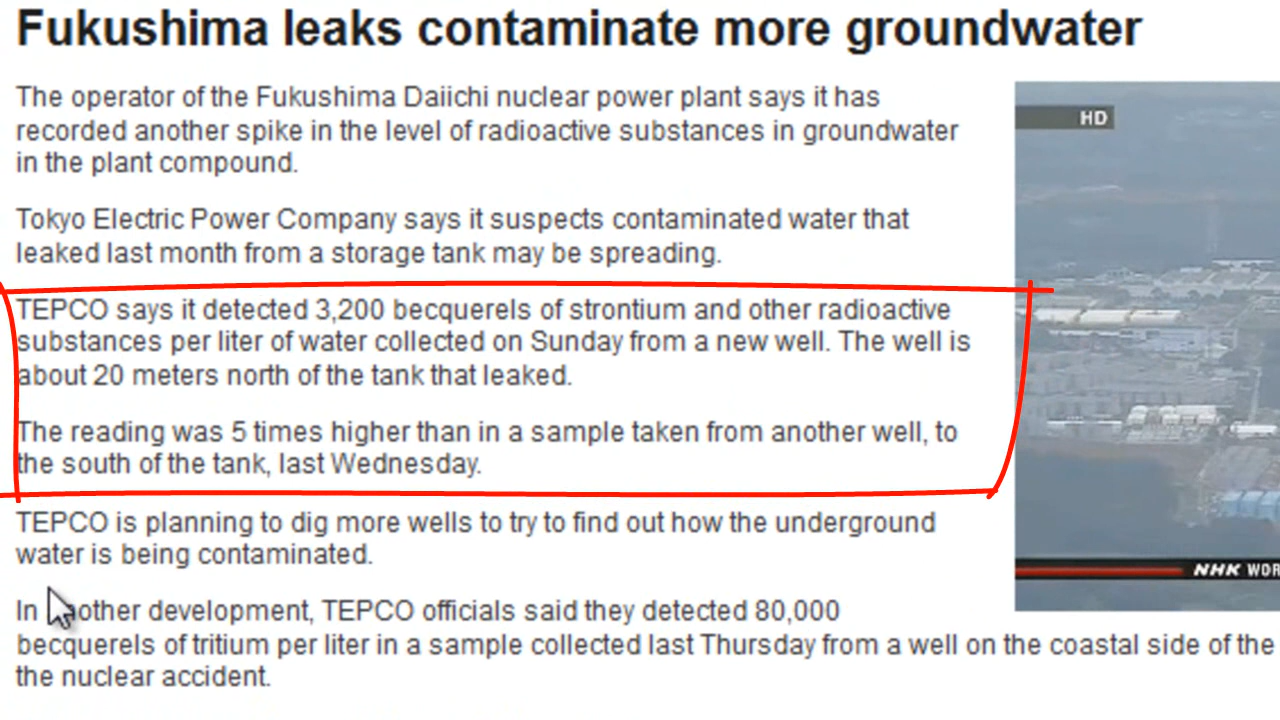 Fukushima leaks contaminate more groundwater
The operator of the Fukushima Daiichi nuclear power plant says it has
recorded another spike in the level of radioactive substances in groundwater
in the plant compound.
Tokyo Electric Power Company says it suspects contaminated water that
leaked last month from a storage tank may be spreading.
TEPCO says it detected 3,200 becquerels of strontium and other radioactive
substances per liter of water collected on Sunday from a new well. The well is
about 20 meters north of the tank that leaked.
The reading was 5 times higher than in a sample taken from another well, to
the south of the tank, last Wednesday.
TEPCO is planning to dig more wells to try to find out how the underground
water is being contaminated.
In another development, TEPCO officials said they detected 80,000
becquerels of tritium per liter in a sample collected last Thursday from a well on the coastal side of the
the nuclear accident.
HD
NHK WOR